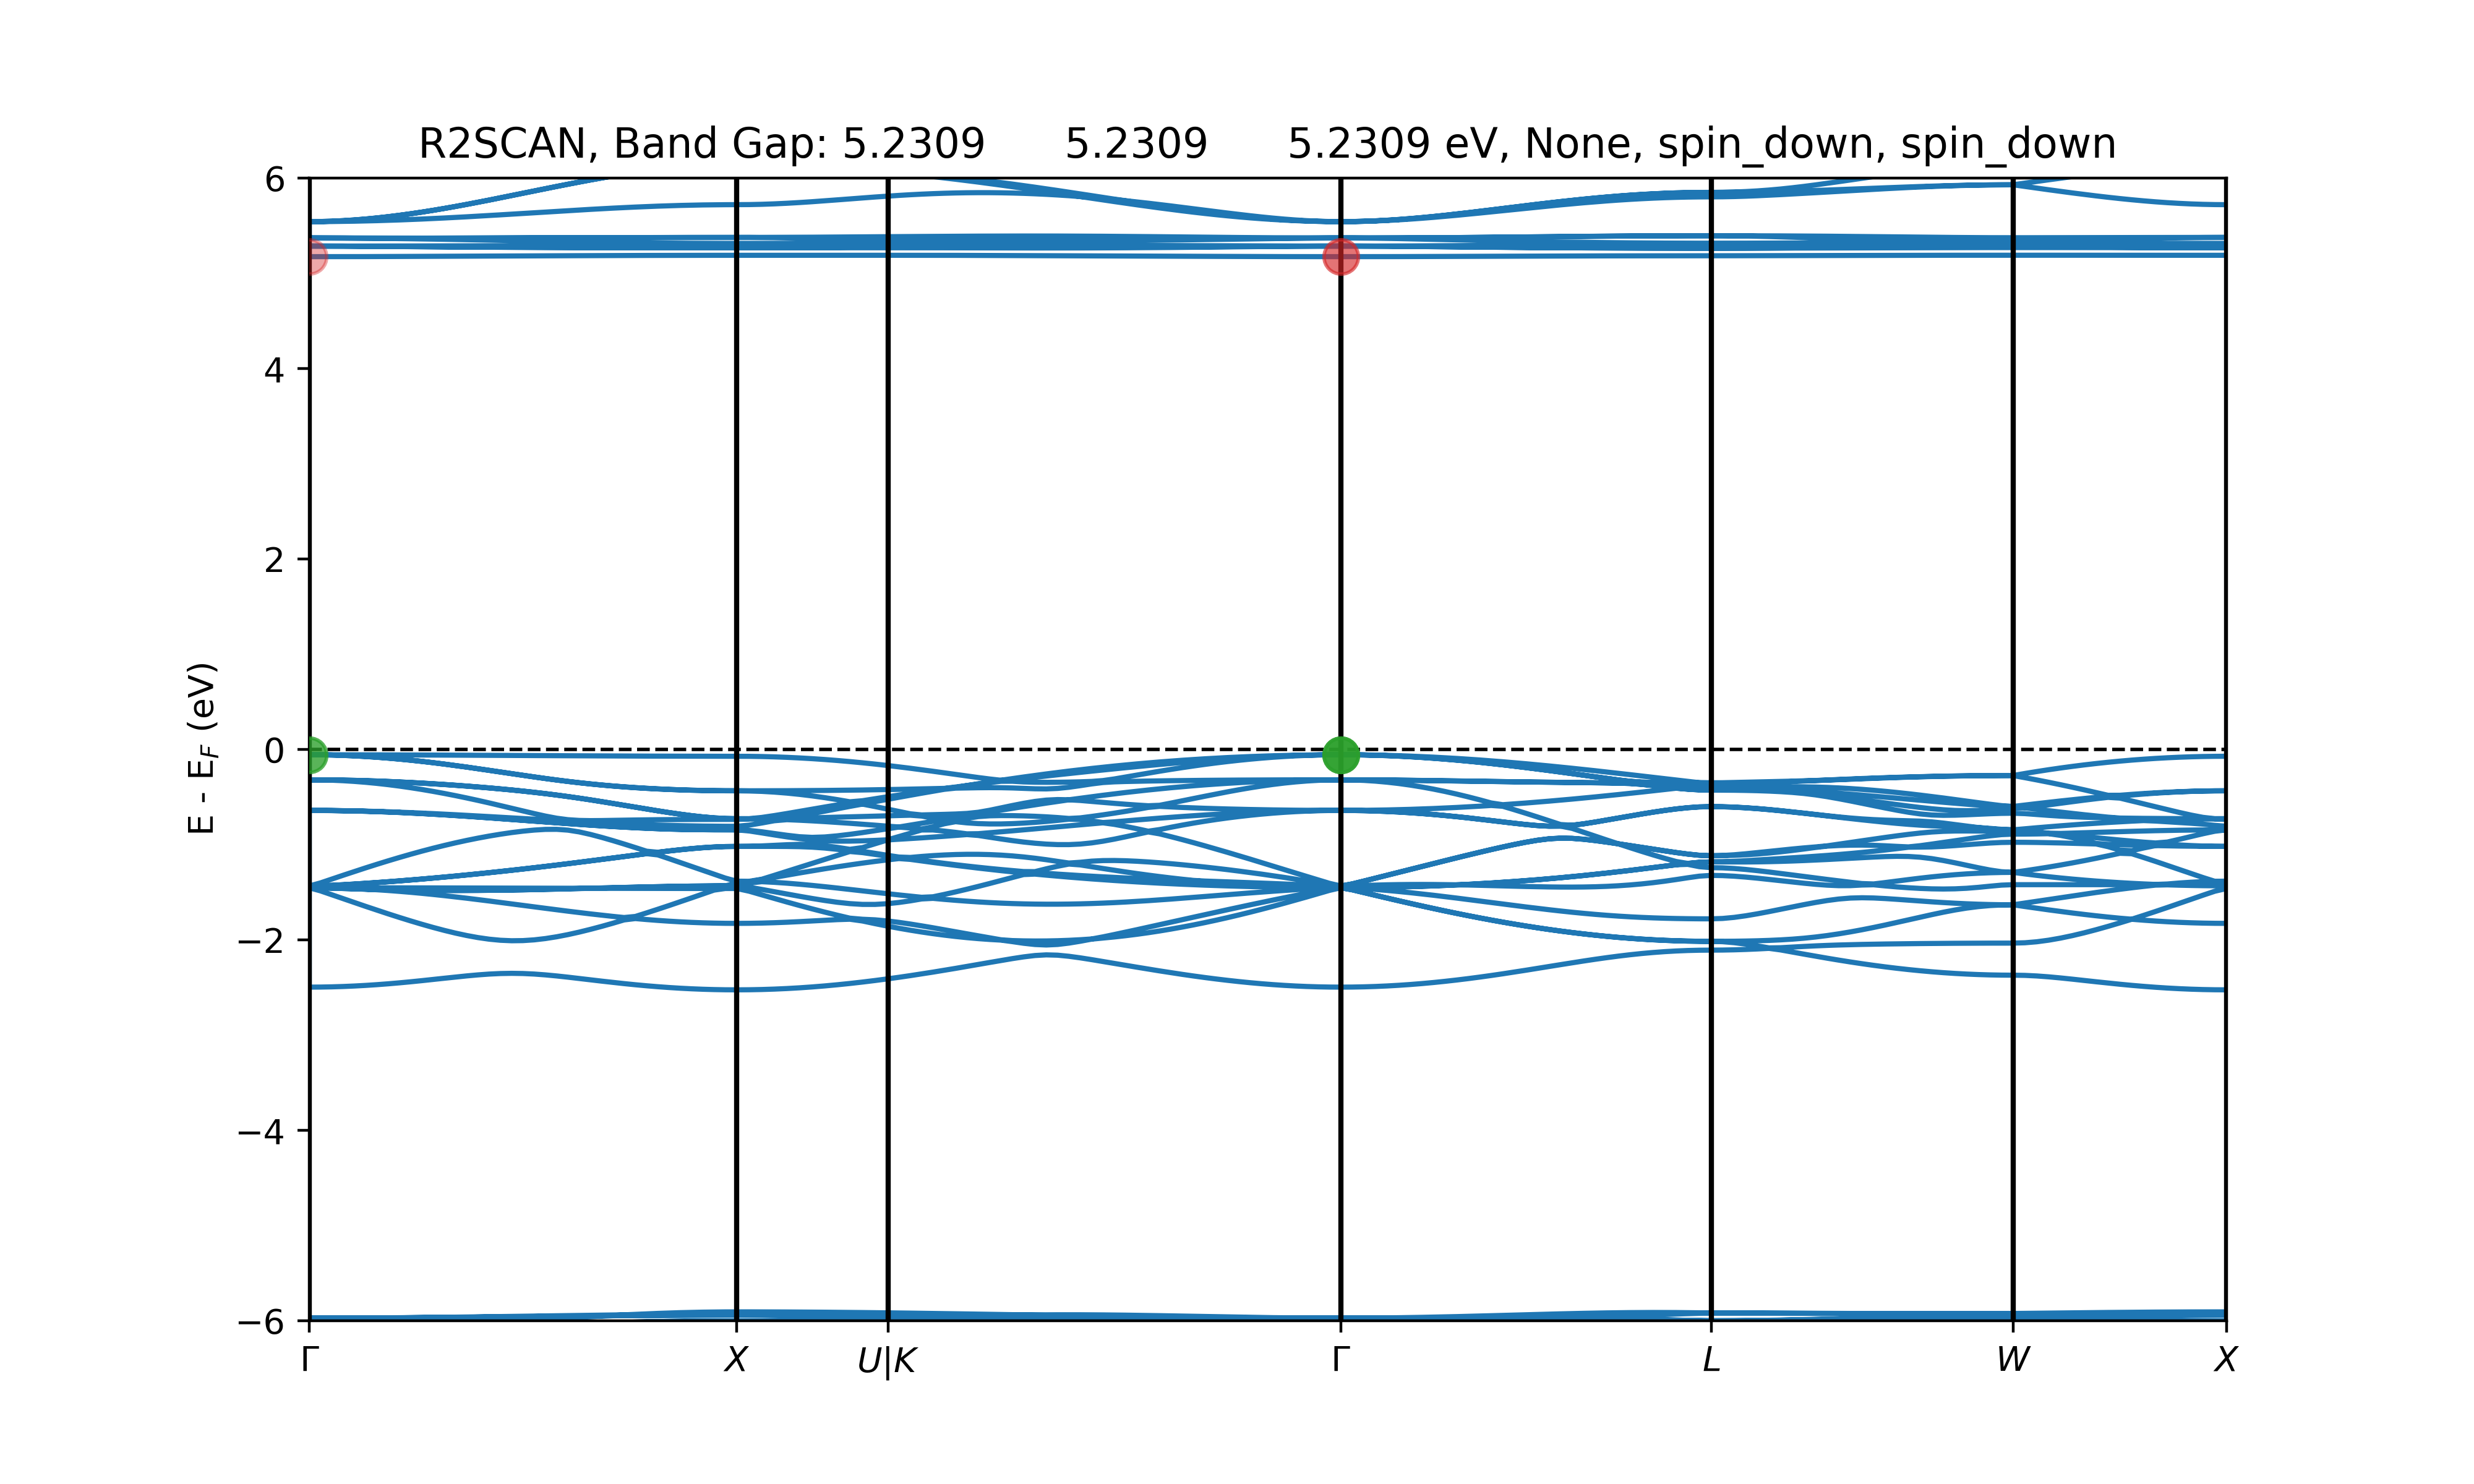 R2SCAN, Band Gap: 5.2309 5.2309 5.2309 eV, None, spin_down, spin_down
E - E_F (eV)
6
4
2
0
−2
−4
−6
Γ X U|K Γ L W X